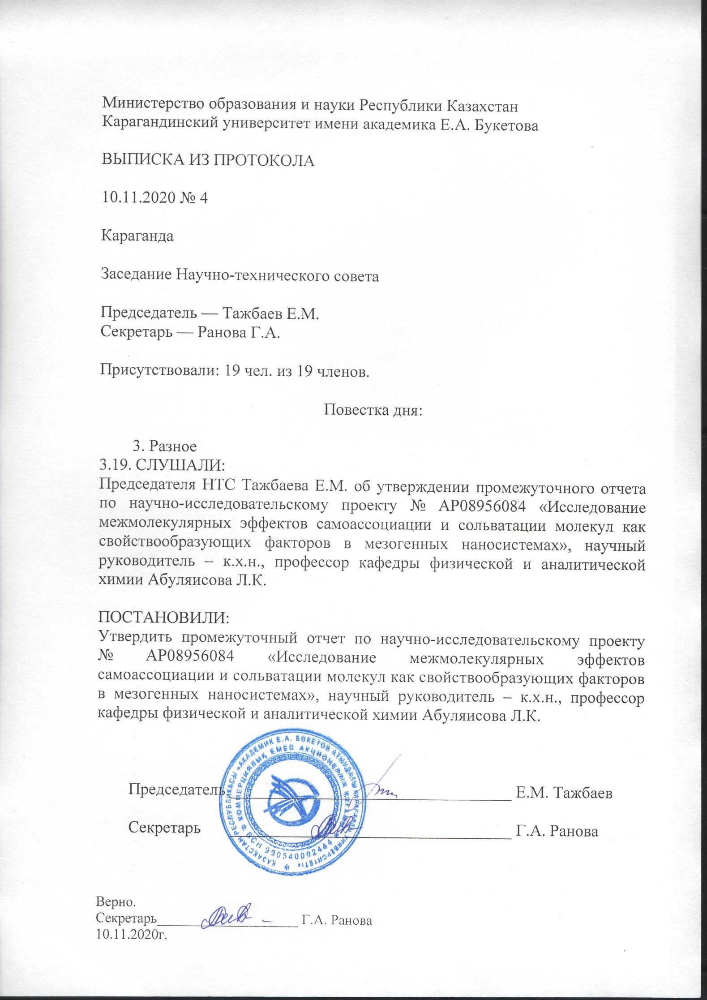 Министерство образования и науки Республики Казахстан
Карагандинский университет имени академика Е.А. Букетова
ВЫПИСКА ИЗ ПРОТОКОЛА
10.11.2020 № 4
Караганда
Заседание Научно-технического совета
Председатель — Тажбаев Е.М.
Секретарь — Ранова Г.А.
Присутствовали: 19 чел. из 19 членов.
Повестка дня:
3. Разное
3.19. СЛУШАЛИ:
Председателя НТС Тажбаева Е.М. об утверждении промежуточного отчета
по научно-исследовательскому проекту № АР08956084 «Исследование
межмолекулярных эффектов самоассоциации и сольватации молекул как
свойствообразующих факторов в мезогенных наносистемах», научный
руководитель – к.х.н., профессор кафедры физической и аналитической
химии Абуляисова Л.К.
ПОСТАНОВИЛИ:
Утвердить промежуточный отчет по научно-исследовательскому проекту
№ АР08956084 «Исследование межмолекулярных эффектов
самоассоциации и сольватации молекул как свойствообразующих факторов
в мезогенных наносистемах», научный руководитель – к.х.н., профессор
кафедры физической и аналитической химии Абуляисова Л.К.
ҚАЗАҚСТАН РЕСПУБЛИКАСЫ «АКАДЕМИК Е.А. БӨКЕТОВ АТЫНДАҒЫ ҚАРАҒАНДЫ УНИВЕРСИТЕТІ»
КОММЕРЦИЯЛЫҚ ЕМЕС АКЦИОНЕРЛІК ҚОҒАМЫ
БСН 990540002444
Председатель Е.М. Тажбаев
Секретарь Г.А. Ранова
Верно.
Секретарь Г.А. Ранова
10.11.2020г.